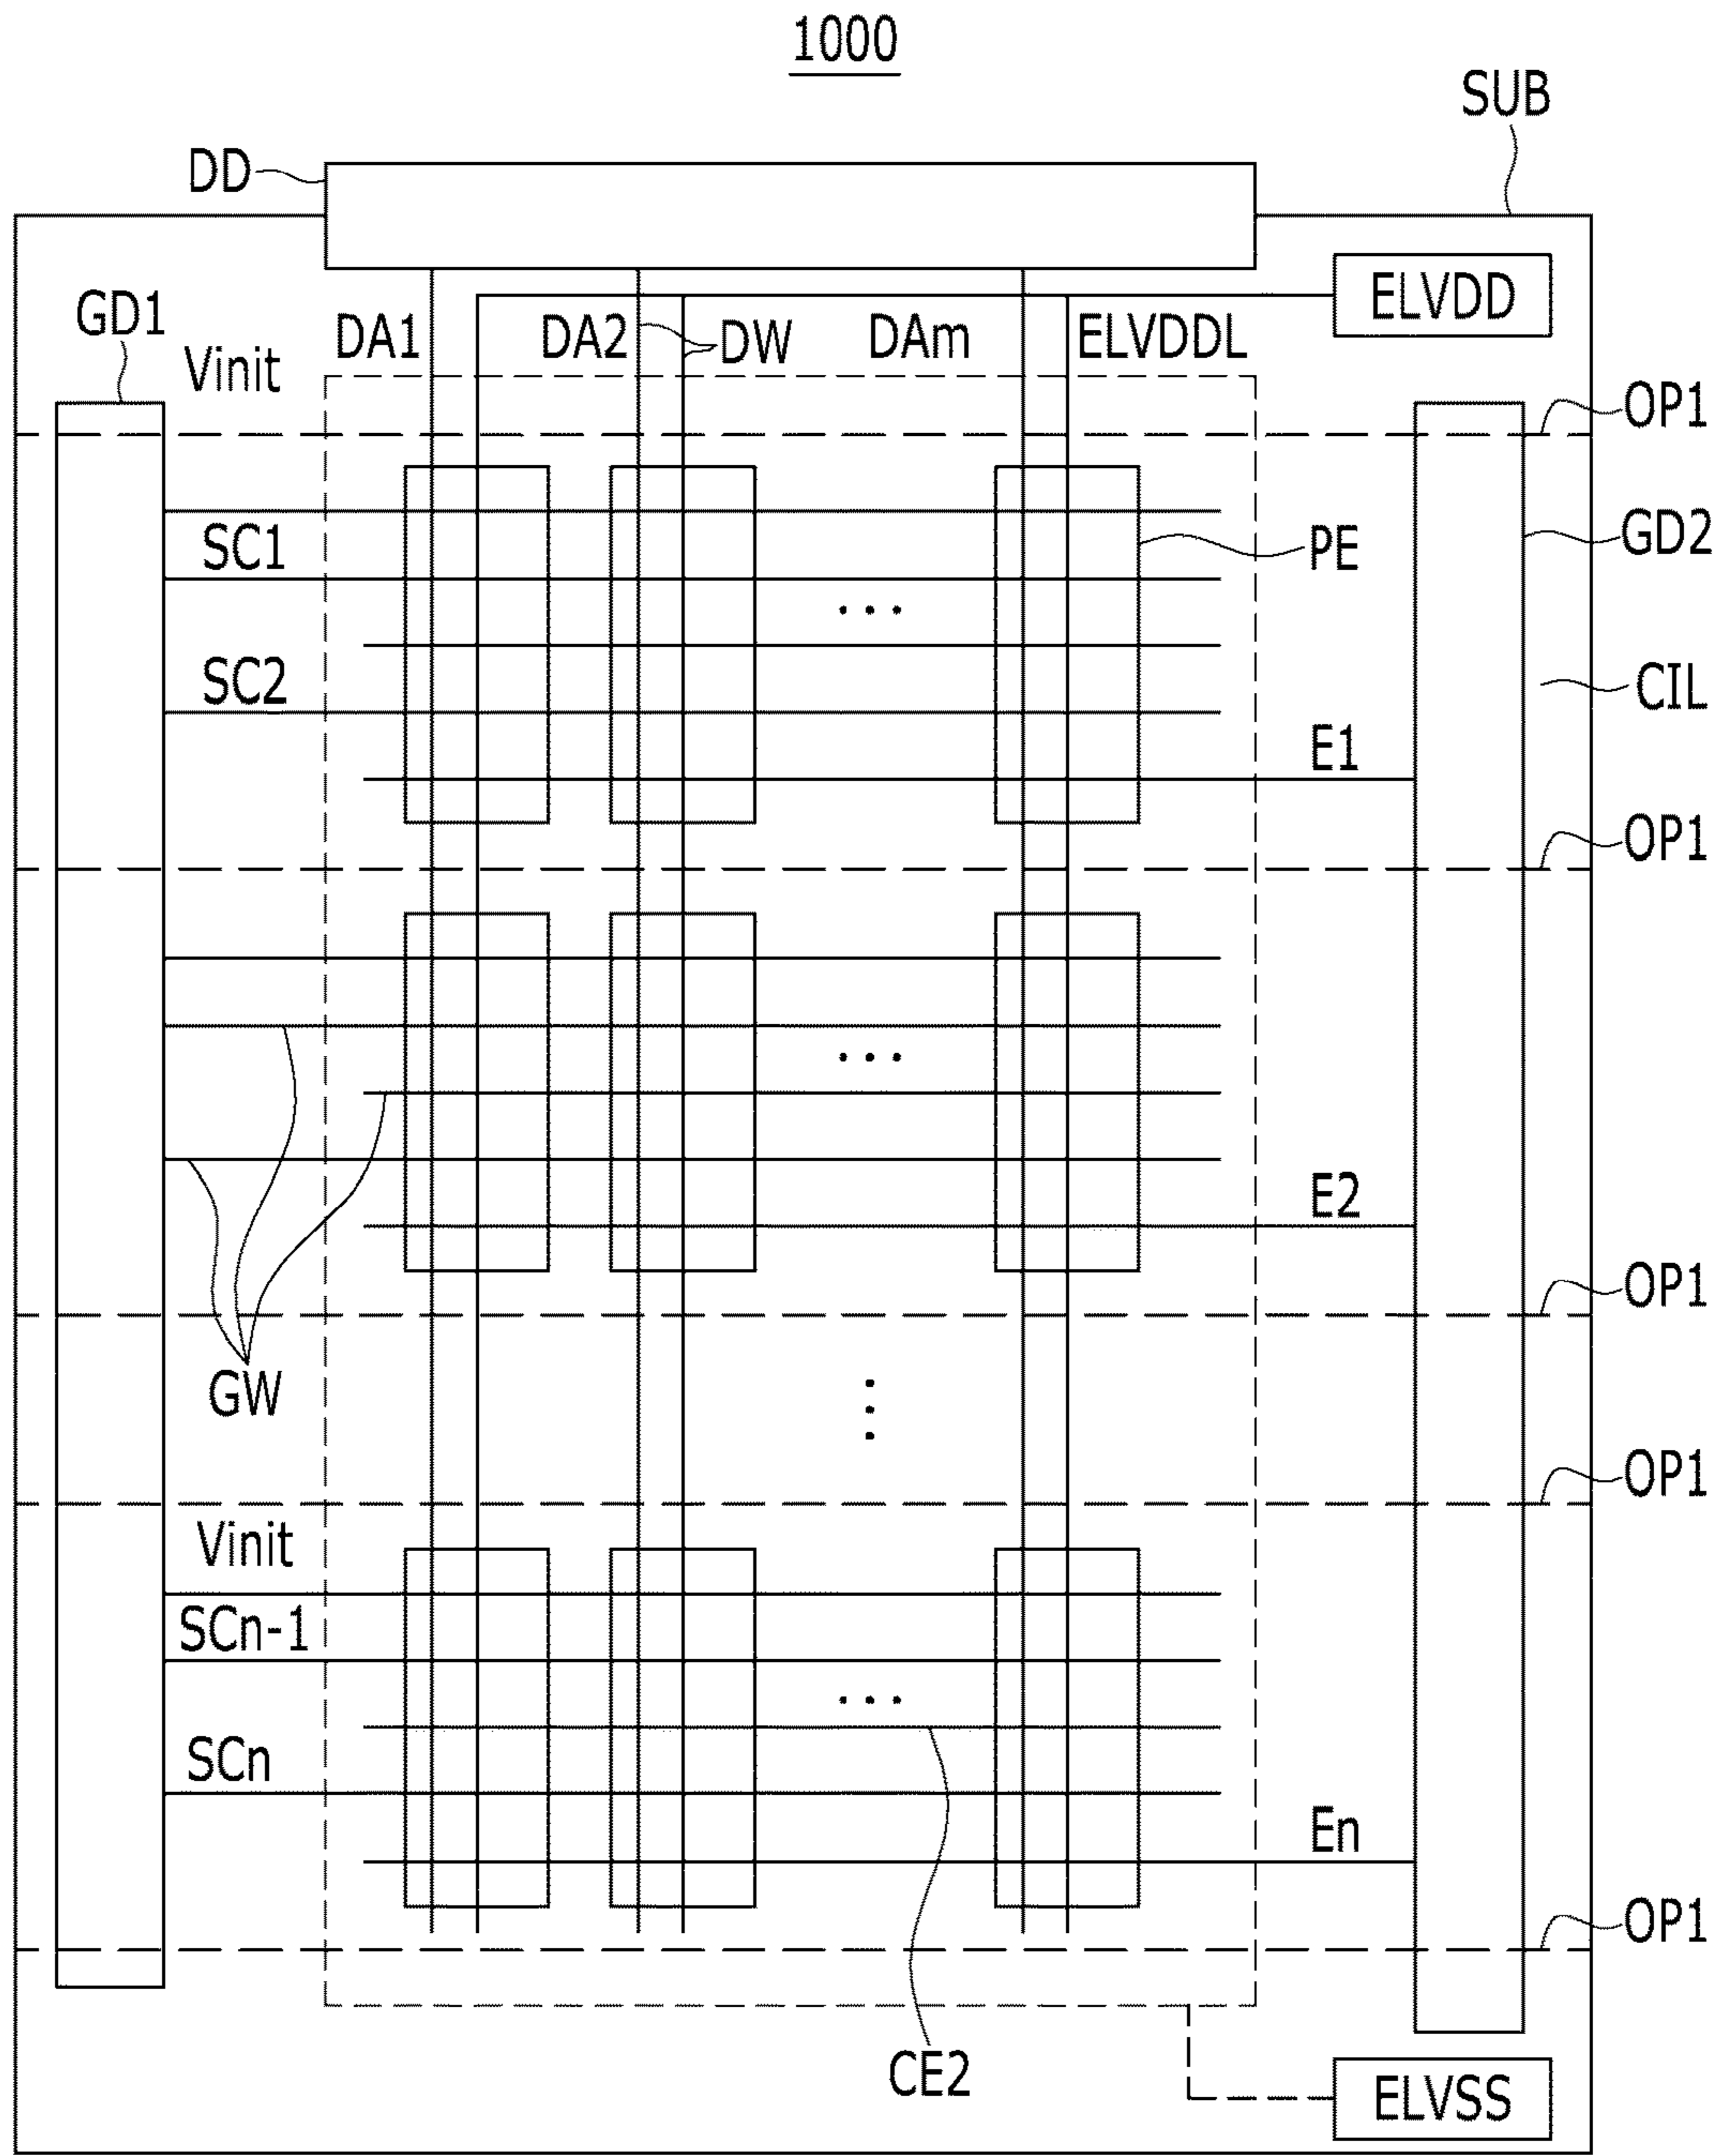 1000
SUB
DD
ELVDD
GD1
DA1
DA2
DW
DAm
ELVDDL
Vinit
OP1
SC1
PE
GD2
SC2
CIL
E1
OP1
E2
OP1
GW
OP1
Vinit
SCn-1
SCn
En
OP1
CE2
ELVSS